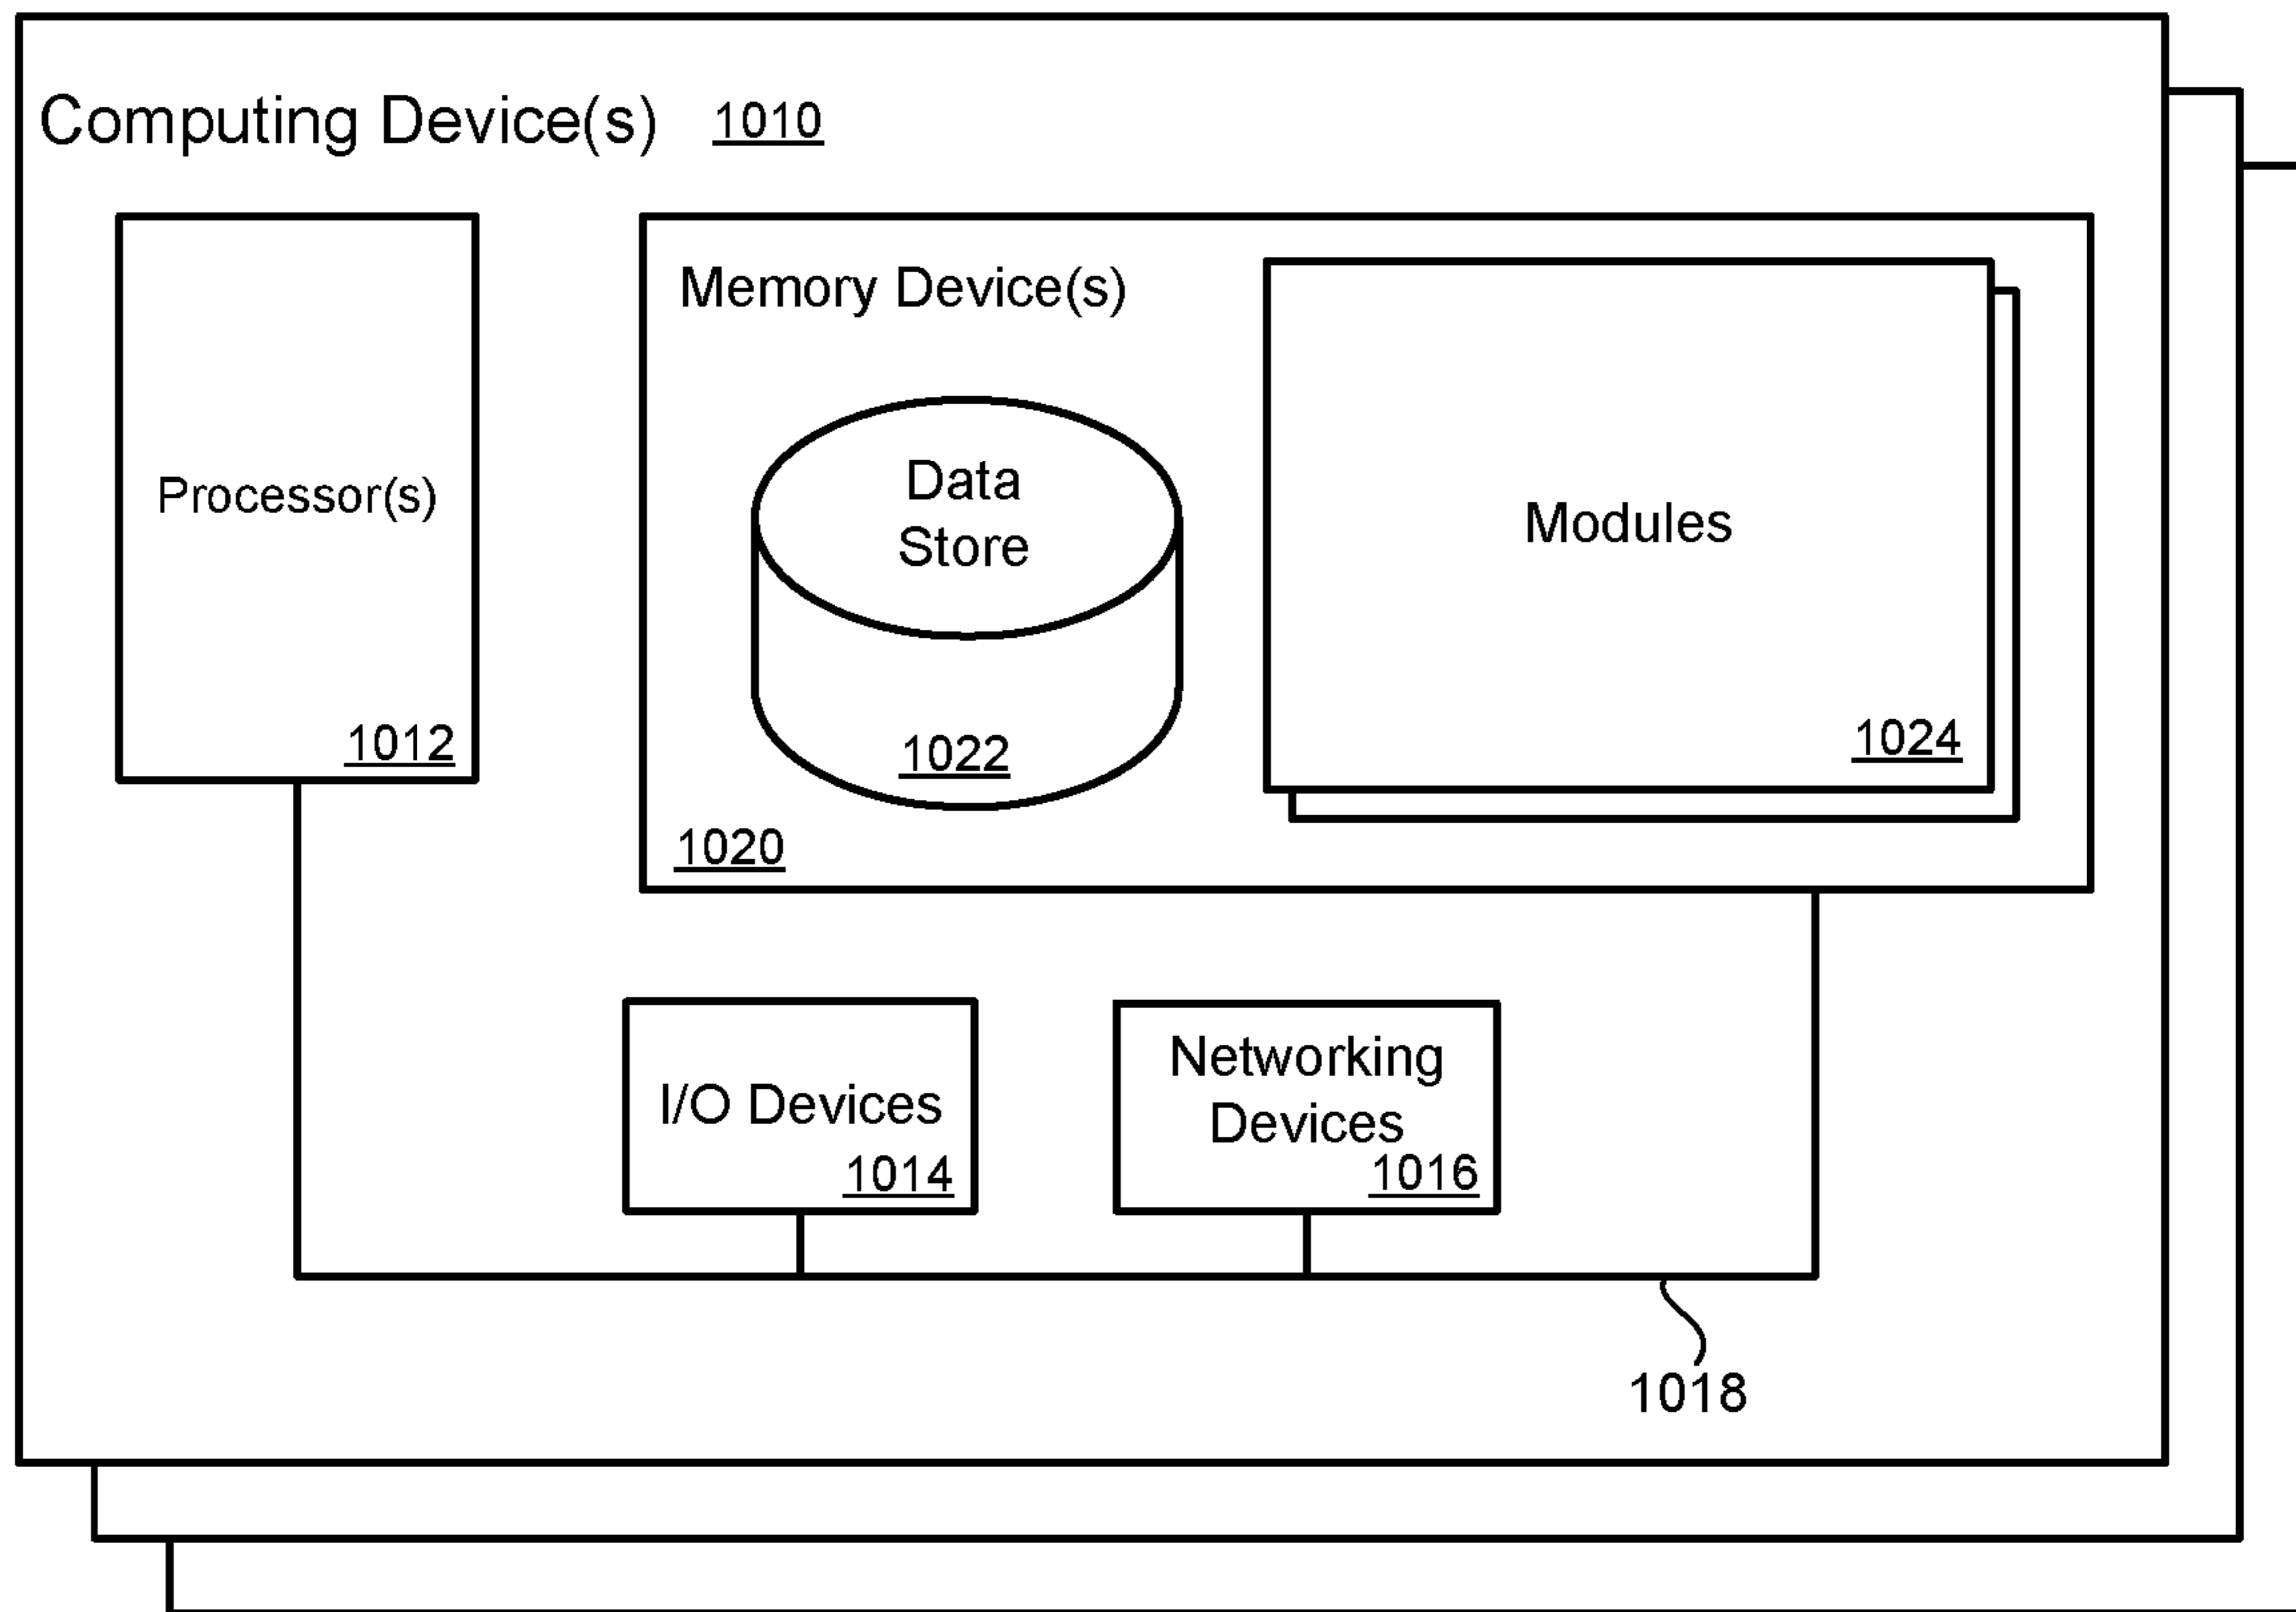 Computing Device(s) 1010
Processor(s)
1012
Memory Device(s)
Data
Store
1022
1020
Modules
1024
I/O Devices
1014
Networking
Devices
1016
1018